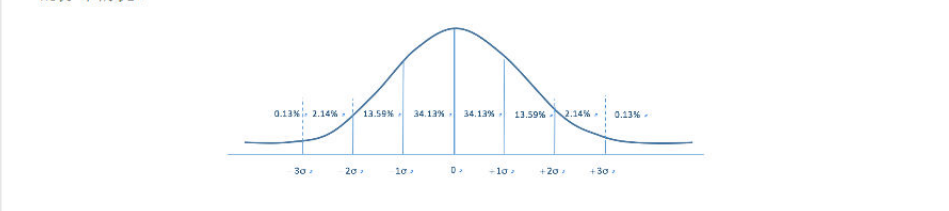 0.13% 2.14% 13.59% 34.13% 34.13% 13.59% 2.14% 0.13%
3σ 2σ 1σ 0 +1σ +2σ +3σ